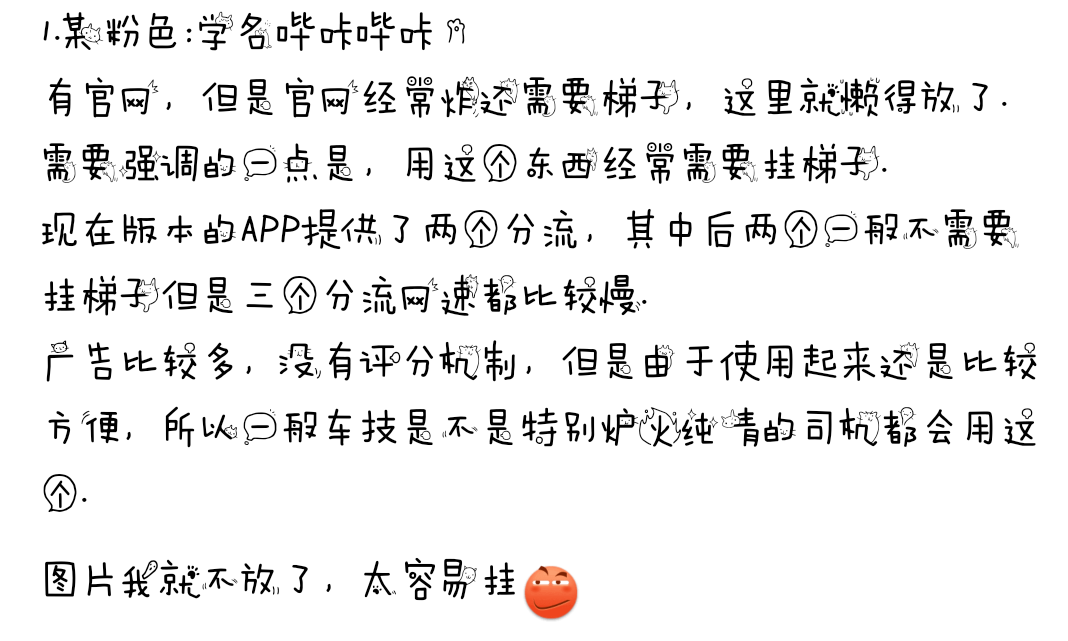 1.某粉色:学名哔咔哔咔
有官网，但是官网经常炸还需要梯子，这里就懒得放了.
需要强调的一点是，用这个东西经常需要挂梯子.
现在版本的APP提供了两个分流，其中后两个一般不需要
挂梯子但是三个分流网速都比较慢.
广告比较多，没有评分机制，但是由于使用起来还是比较
方便，所以一般车技是不是特别炉火纯青的司机都会用这
个.
图片我就不放了，太容易挂